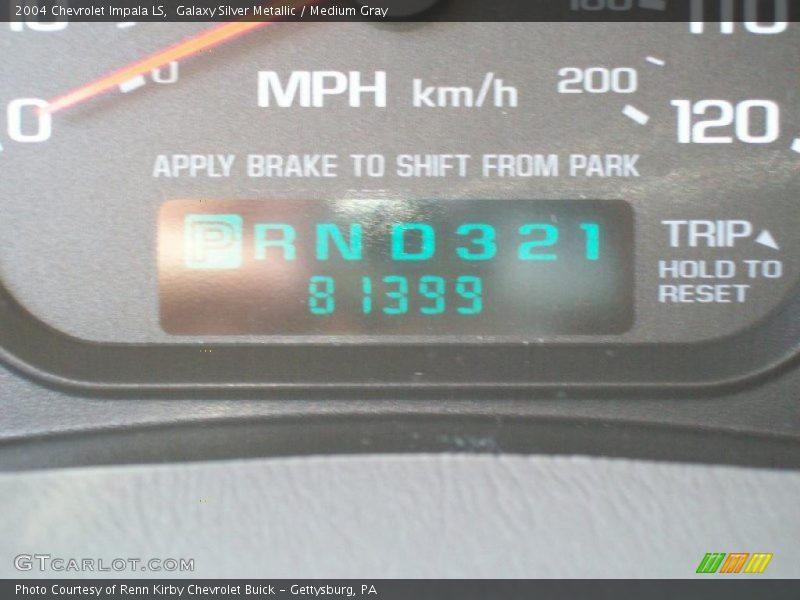 2004 Chevrolet Impala LS,  Galaxy Silver Metallic / Medium Gray
110
0
0
MPH km/h
200
120
APPLY BRAKE TO SHIFT FROM PARK
P R N D 3 2 1
81399
TRIP
HOLD TO
RESET
GTCARLOT.COM
Photo Courtesy of Renn Kirby Chevrolet Buick - Gettysburg, PA